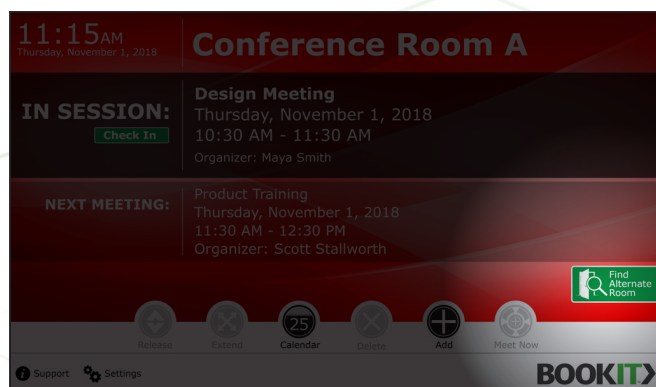 11:15AM
Thursday, November 1, 2018
Conference Room A
IN SESSION:
Check In
Design Meeting
Thursday, November 1, 2018
10:30 AM - 11:30 AM
Organizer: Maya Smith
NEXT MEETING:
Product Training
Thursday, November 1, 2018
11:30 AM - 12:30 PM
Organizer: Scott Stallworth
Find
Alternate
Room
25
Release
Extend
Calendar
Delete
Add
Meet Now
Support
Settings
BOOKIT